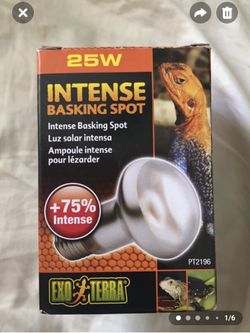 25W
INTENSE
BASKING SPOT
Intense Basking Spot
Luz solar intensa
Ampoule intense
pour lézarder
+75%
Intense
PT2196
EXO TERRA
1/6